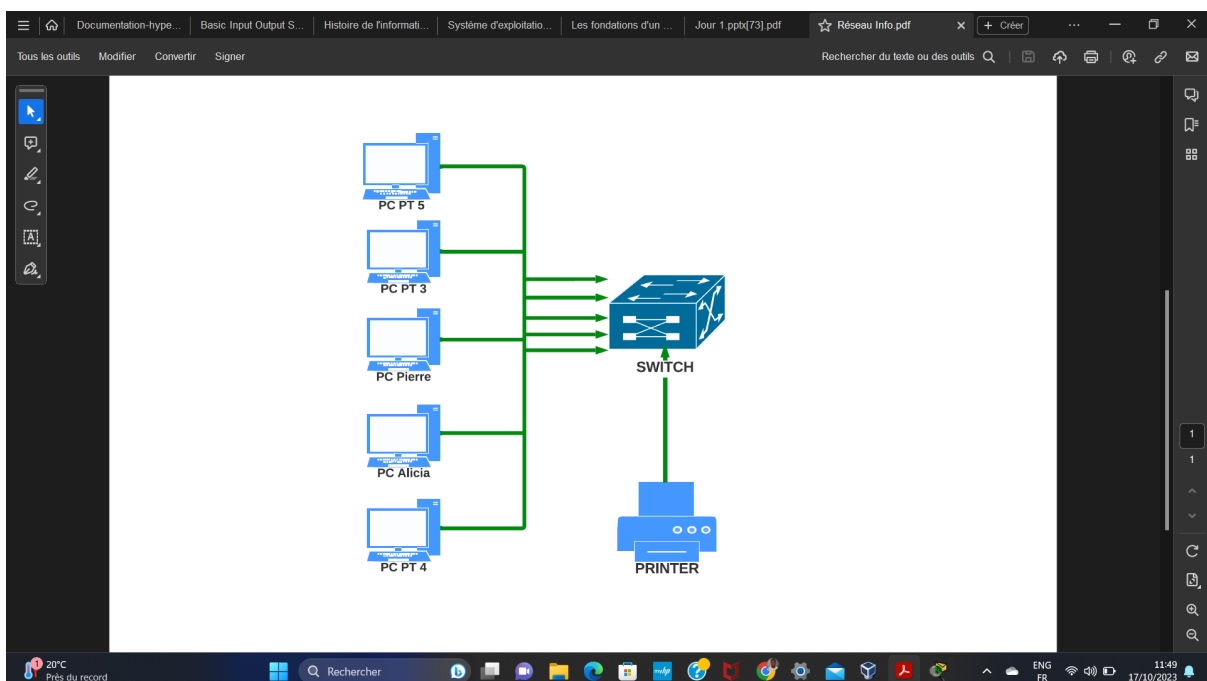 Documentation-hype...
Basic Input Output S...
Histoire de l'informati...
Système d'exploitatio...
Les fondations d'un ...
Jour 1.pptx[73].pdf
Réseau Info.pdf
+ Créer
Tous les outils
Modifier
Convertir
Signer
Rechercher du texte ou des outils
PC PT 5
PC PT 3
PC Pierre
PC Alicia
PC PT 4
SWITCH
PRINTER
1
1
1
20°C
Près du record
Rechercher
ENG
FR
11:49
17/10/2023